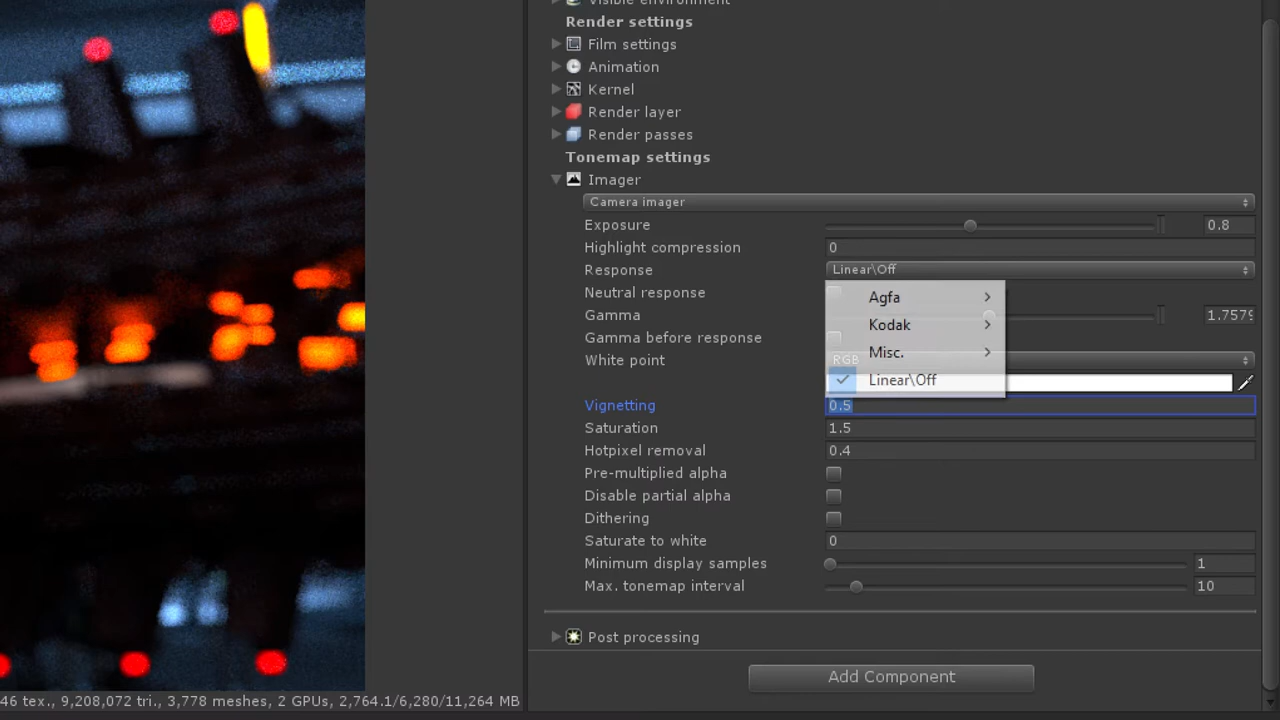 Visible environment
Render settings
Film settings
Animation
Kernel
Render layer
Render passes
Tonemap settings
Imager
Camera imager
Exposure 0.8
Highlight compression 0
Response Linear\Off
Neutral response
Agfa
Gamma 1.7579
Kodak
Gamma before response
Misc.
White point RGB
Linear\Off
Vignetting 0.5
Saturation 1.5
Hotpixel removal 0.4
Pre-multiplied alpha
Disable partial alpha
Dithering
Saturate to white 0
Minimum display samples 1
Max. tonemap interval 10
Post processing
Add Component
46 tex., 9,208,072 tri., 3,778 meshes, 2 GPUs, 2,764.1/6,280/11,264 MB